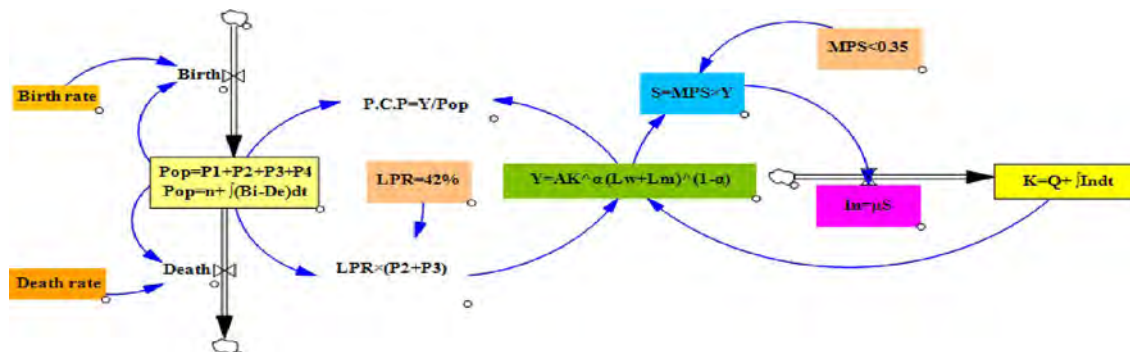 MPS<0.35
Birth
Birth rate
S=MPS×Y
P.C.P=Y/Pop
Pop=P1+P2+P3+P4
Pop=n+ ∫(Bi-De)dt
LPR=42%
Y=AK^α (Lw+Lm)^(1-α)
K=Q+ ∫Indt
In=μS
Death
LPR×(P2+P3)
Death rate